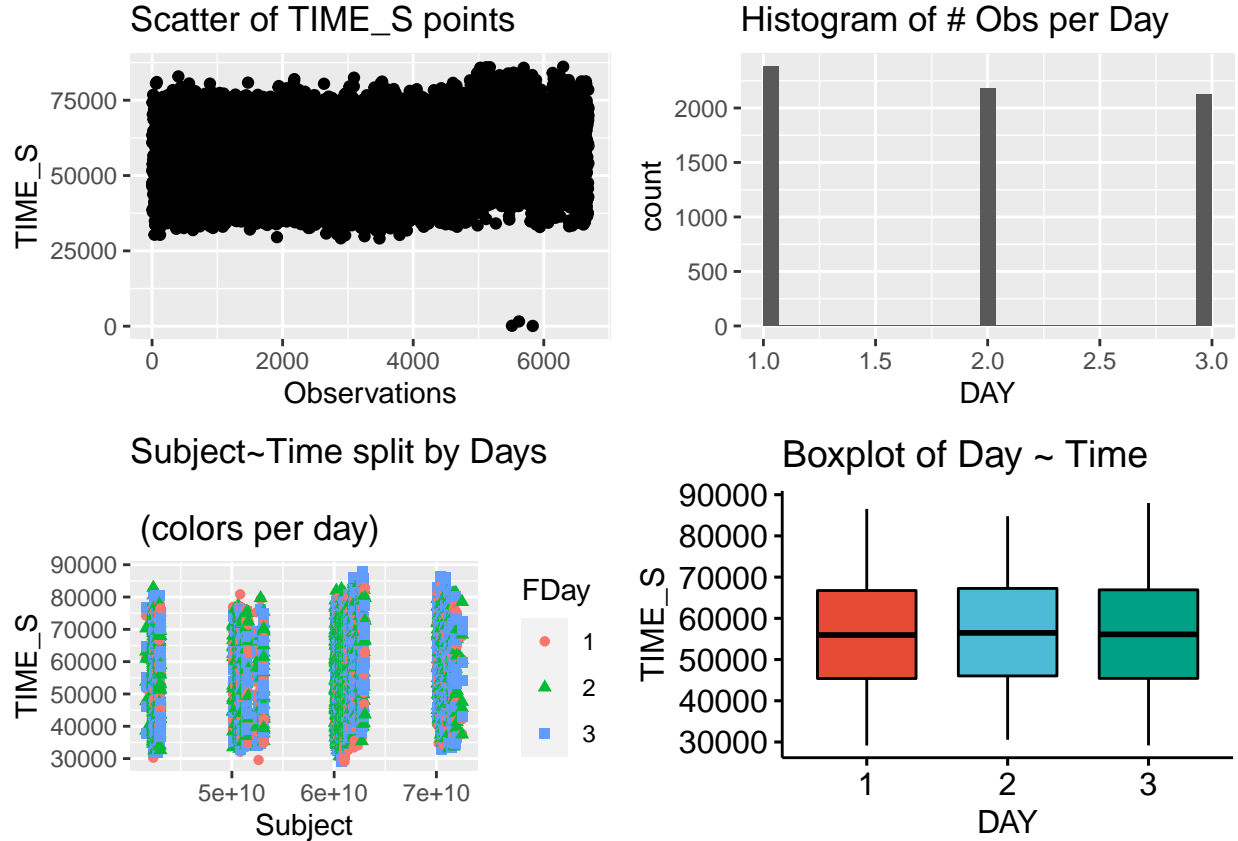 Scatter of TIME_S points
TIME_S
75000
50000
25000
0
0 2000 4000 6000
Observations
Histogram of # Obs per Day
count
2000
1500
1000
500
0
1.0 1.5 2.0 2.5 3.0
DAY
Subject~Time split by Days
(colors per day)
TIME_S
90000
80000
70000
60000
50000
40000
30000
5e+10 6e+10 7e+10
Subject
FDay
1
2
3
Boxplot of Day ~ Time
TIME_S
90000
80000
70000
60000
50000
40000
30000
1 2 3
DAY